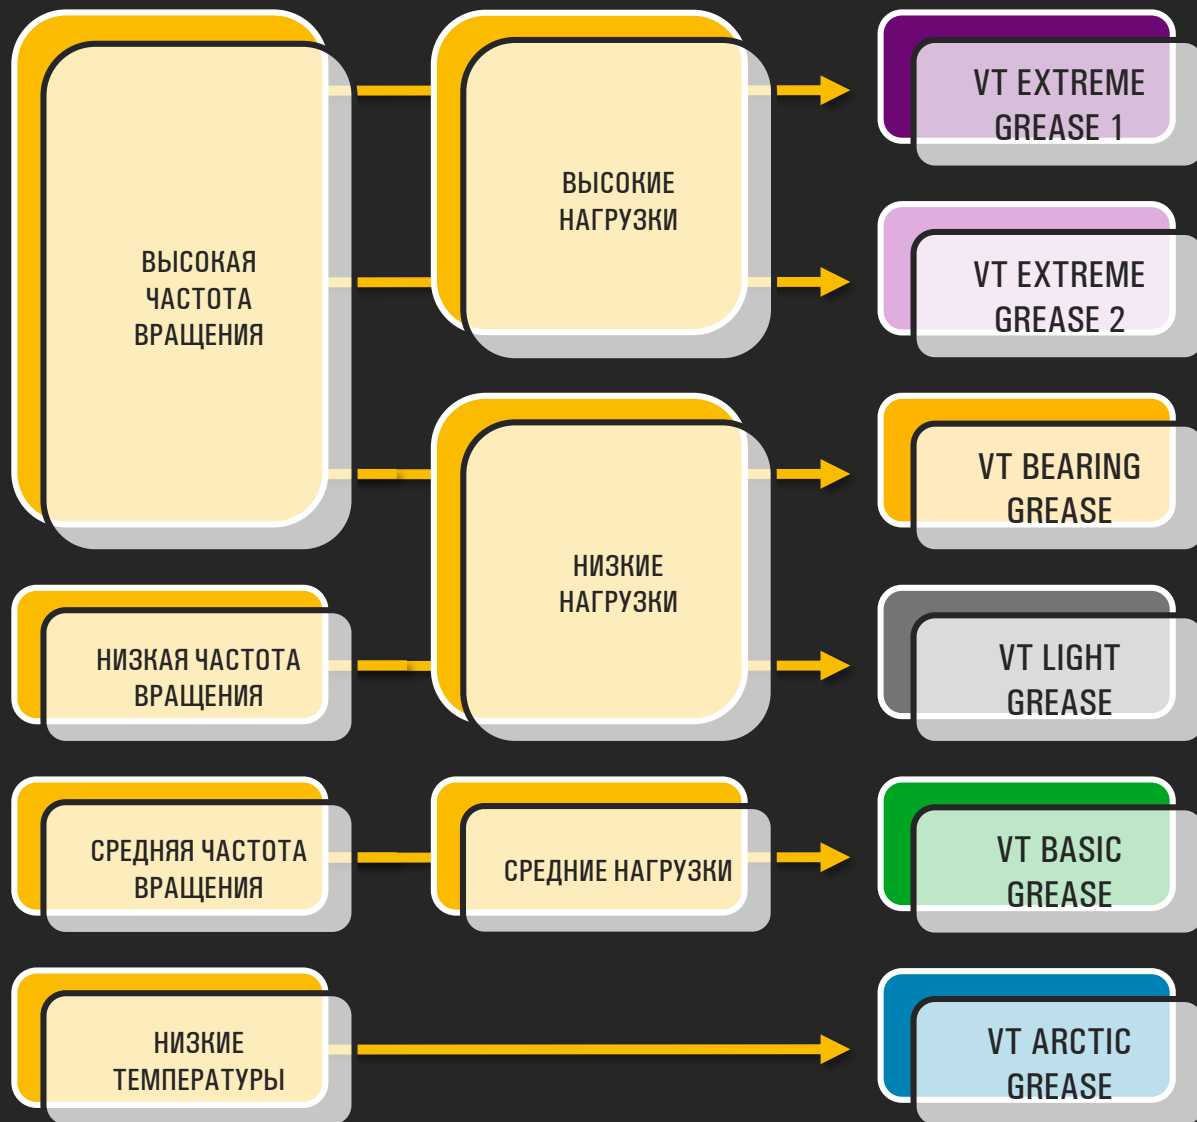 ВЫСОКАЯ
ЧАСТОТА
ВРАЩЕНИЯ
ВЫСОКИЕ
НАГРУЗКИ
VT EXTREME
GREASE 1
VT EXTREME
GREASE 2
НИЗКИЕ
НАГРУЗКИ
VT BEARING
GREASE
НИЗКАЯ ЧАСТОТА
ВРАЩЕНИЯ
VT LIGHT
GREASE
СРЕДНЯЯ ЧАСТОТА
ВРАЩЕНИЯ
СРЕДНИЕ НАГРУЗКИ
VT BASIC
GREASE
НИЗКИЕ
ТЕМПЕРАТУРЫ
VT ARCTIC
GREASE